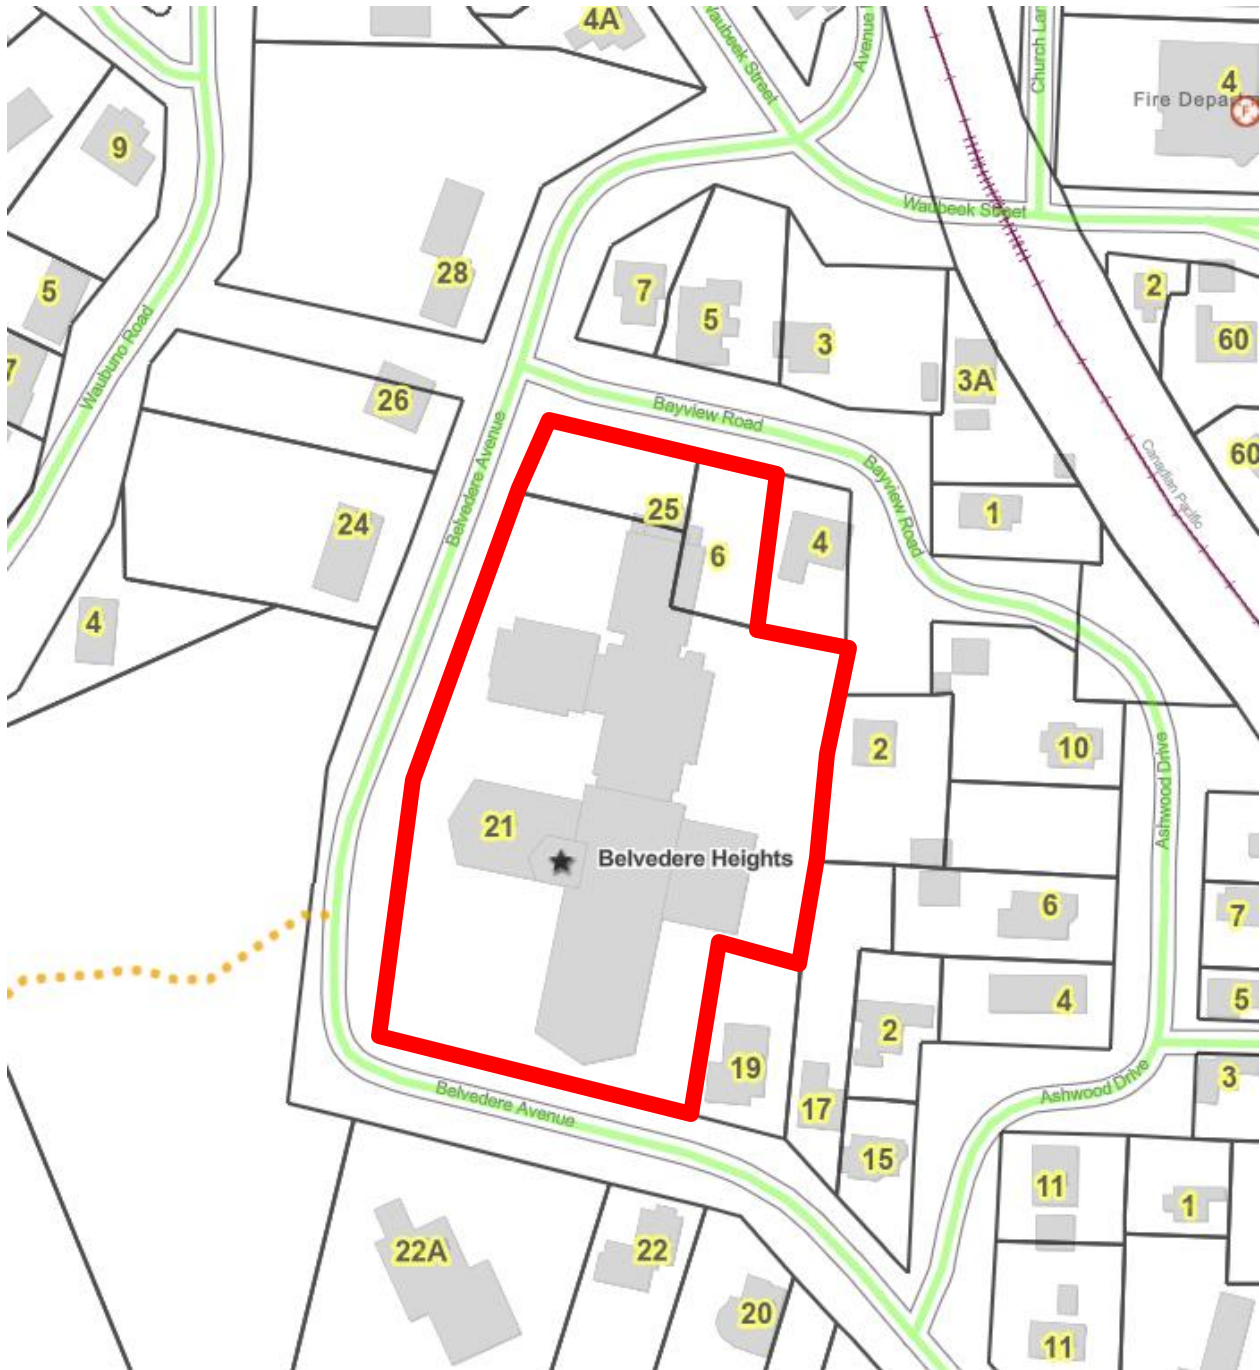 4A
Waubeek Street
Avenue
Church Lan
4
Fire Depa
F
9
Waubeek Street
28
7
5
2
5
3
60
7
Waubuno Road
26
3A
Bayview Road
Belvedere Avenue
60
Canadian Pacific
Bayview Road
25
1
24
4
6
4
2
10
Ashwood Drive
21
Belvedere Heights
6
7
4
5
2
19
3
Belvedere Avenue
Ashwood Drive
17
15
11
1
22A
22
20
11